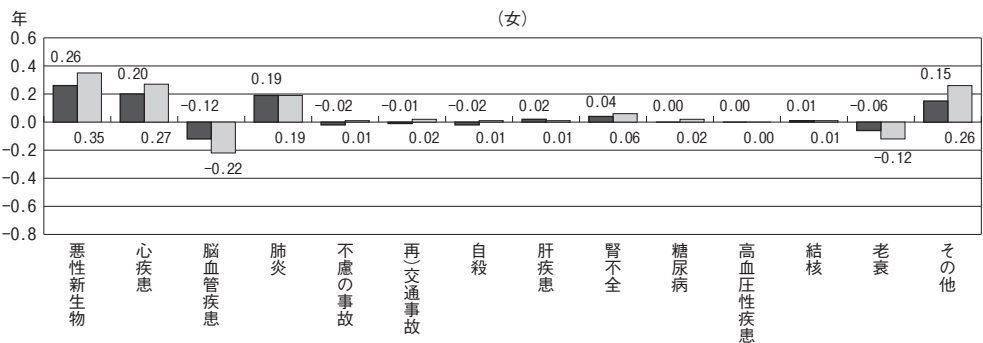 年
(女)
0.6
0.4
0.2
0.0
−0.2
−0.4
−0.6
−0.8
0.26
0.20
−0.12
0.19
−0.02
−0.01
−0.02
0.02
0.04
0.00
0.00
0.01
−0.06
0.15
0.35
0.27
−0.22
0.19
0.01
0.02
0.01
0.01
0.06
0.02
0.00
0.01
−0.12
0.26
悪性新生物
心疾患
脳血管疾患
肺炎
不慮の事故
再)交通事故
自殺
肝疾患
腎不全
糖尿病
高血圧性疾患
結核
老衰
その他